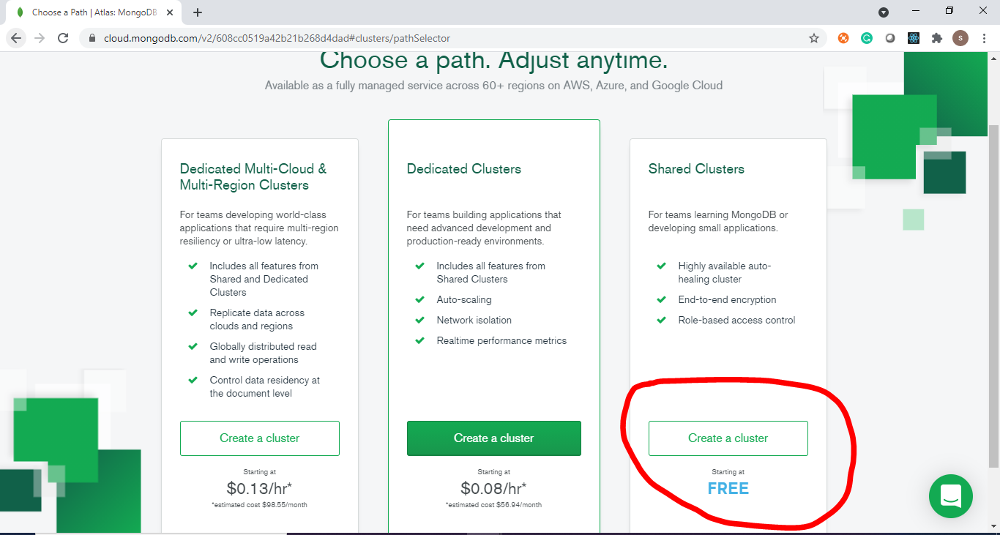 Choose a Path | Atlas: MongoDB
cloud.mongodb.com/v2/608cc0519a42b21b268d4dad#clusters/pathSelector
S
Choose a path. Adjust anytime.
Available as a fully managed service across 60+ regions on AWS, Azure, and Google Cloud
Dedicated Multi-Cloud &
Multi-Region Clusters
For teams developing world-class
applications that require multi-region
resiliency or ultra-low latency.
Includes all features from
Shared and Dedicated
Clusters
Replicate data across
clouds and regions
Globally distributed read
and write operations
Control data residency at
the document level
Create a cluster
Starting at
$0.13/hr*
*estimated cost $98.55/month
Dedicated Clusters
For teams building applications that
need advanced development and
production-ready environments.
Includes all features from
Shared Clusters
Auto-scaling
Network isolation
Realtime performance metrics
Create a cluster
Starting at
$0.08/hr*
*estimated cost $56.94/month
Shared Clusters
For teams learning MongoDB or
developing small applications.
Highly available auto-
healing cluster
End-to-end encryption
Role-based access control
Create a cluster
Starting at
FREE